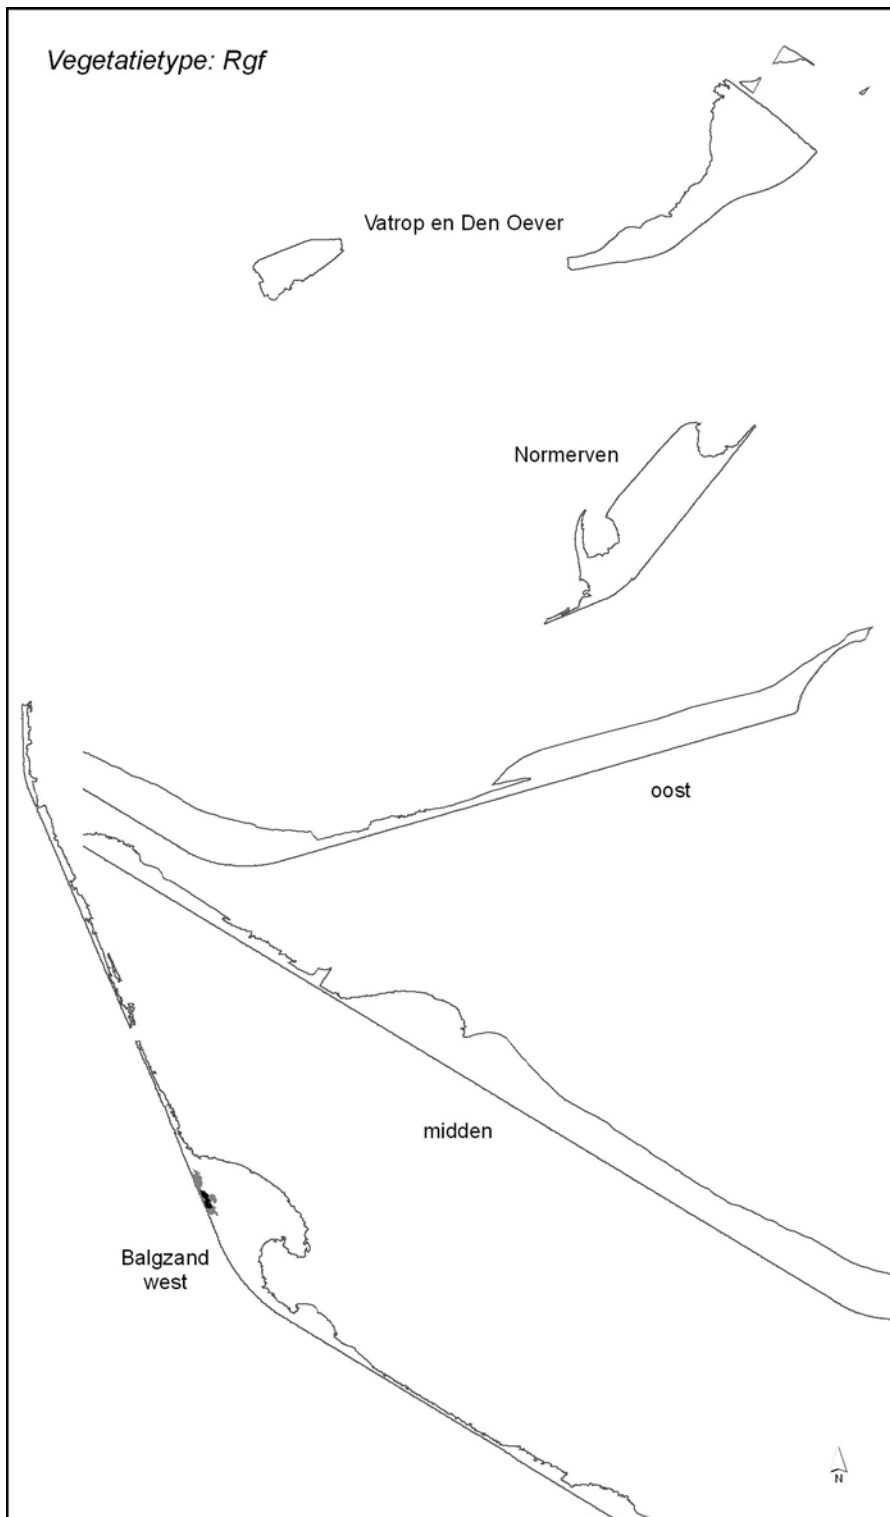 Vegetatietype: Rgf
Vatrop en Den Oever
Normerven
oost
midden
Balgzand
west
N